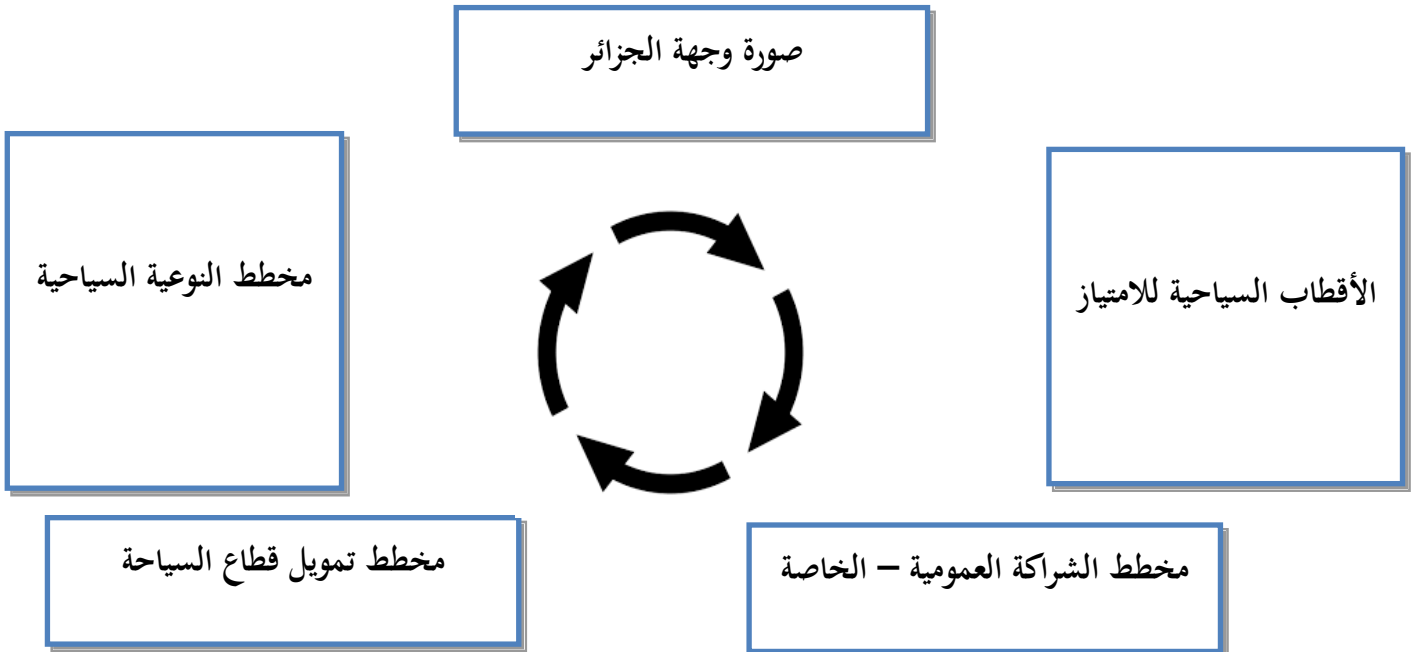 صورة وجهة الجزائر
الأقطاب السياحية للامتياز
مخطط النوعية السياحية
مخطط الشراكة العمومية – الخاصة
مخطط تمويل قطاع السياحة